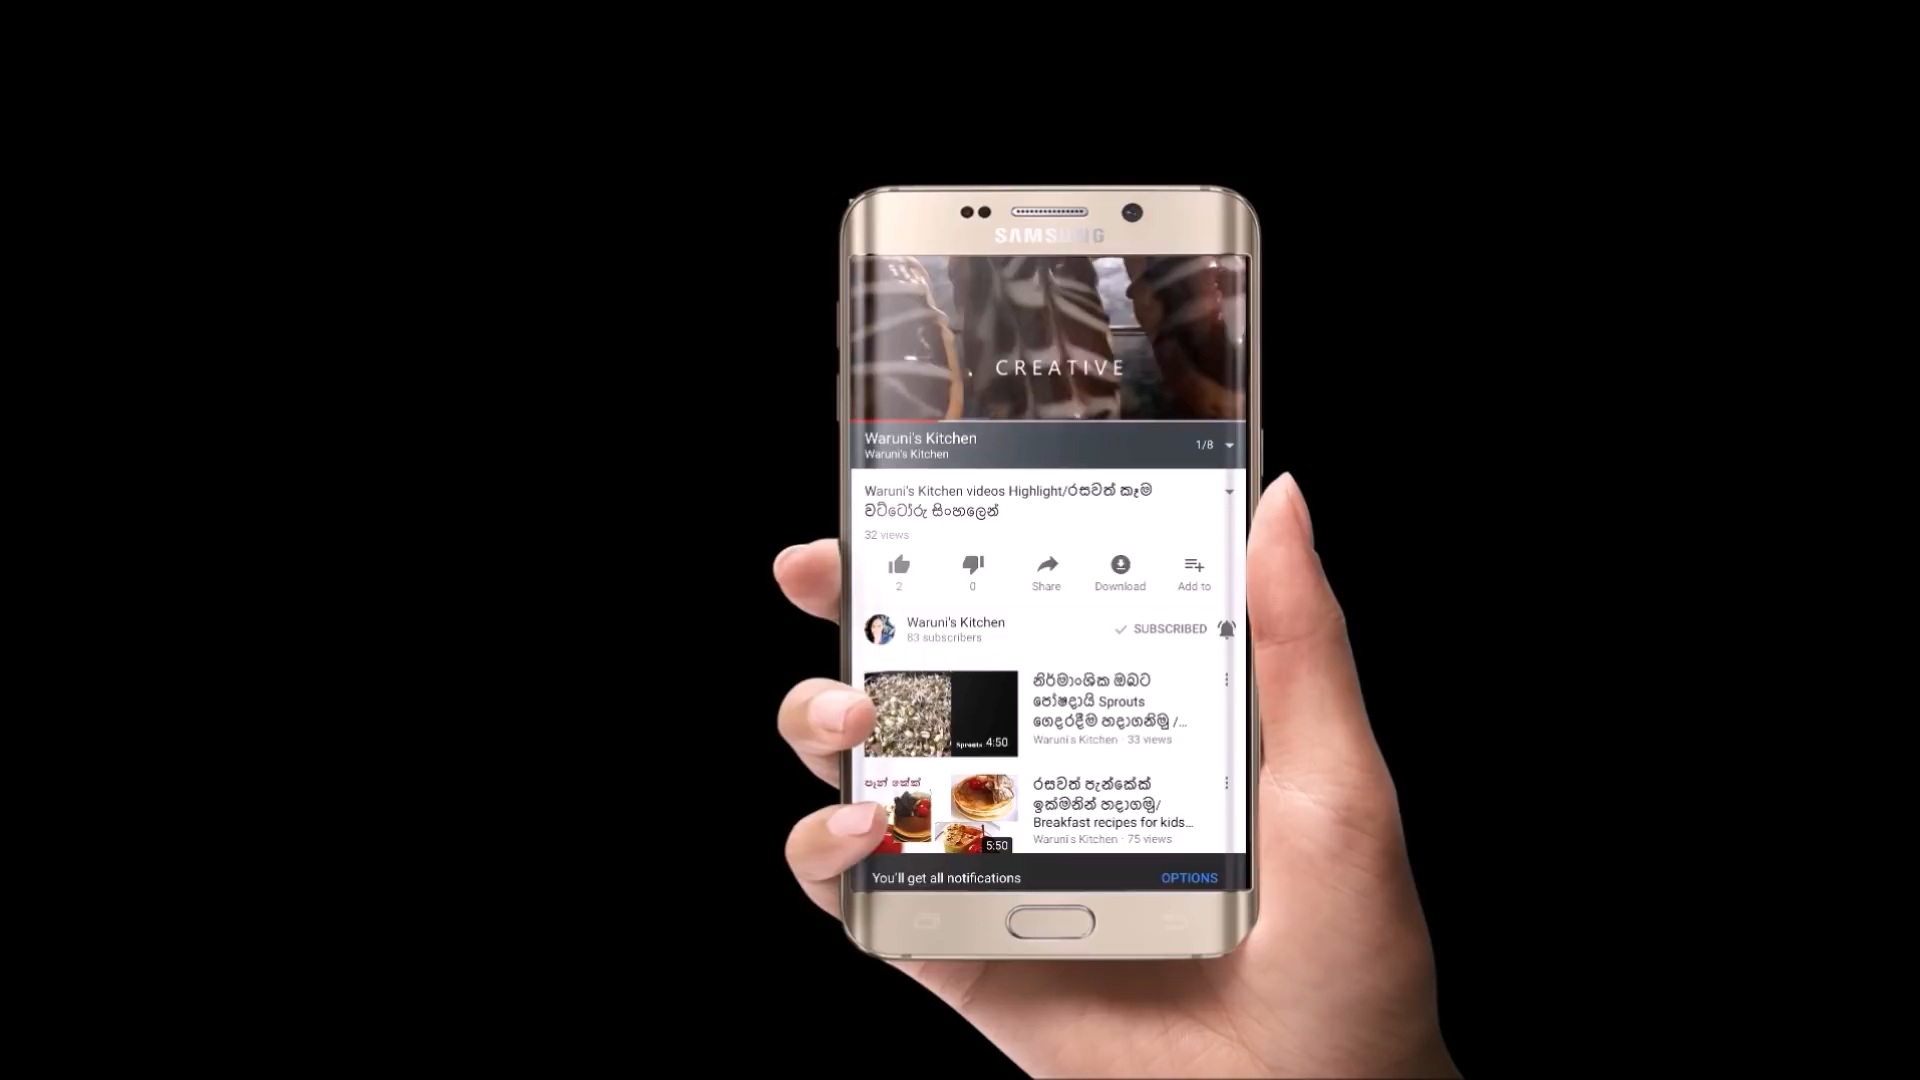 SAMSUNG
CREATIVE
Waruni's Kitchen
Waruni's Kitchen
1/8
Waruni's Kitchen videos Highlight/රසවත් කෑම
වට්ටෝරු සිංහලෙන්
32 views
2
0
Share
Download
Add to
Waruni's Kitchen
83 subscribers
SUBSCRIBED
නිර්මාංශික ඔබට
පෝෂදායි Sprouts
ගෙදරදීම හදාගනිමු /...
Waruni's Kitchen · 33 views
Sprouts 4:50
පෑන් කේක්
රසවත් පැන්කේක්
ඉක්මනින් හදාගමු/
Breakfast recipes for kids...
Waruni's Kitchen · 75 views
5:50
You'll get all notifications
OPTIONS